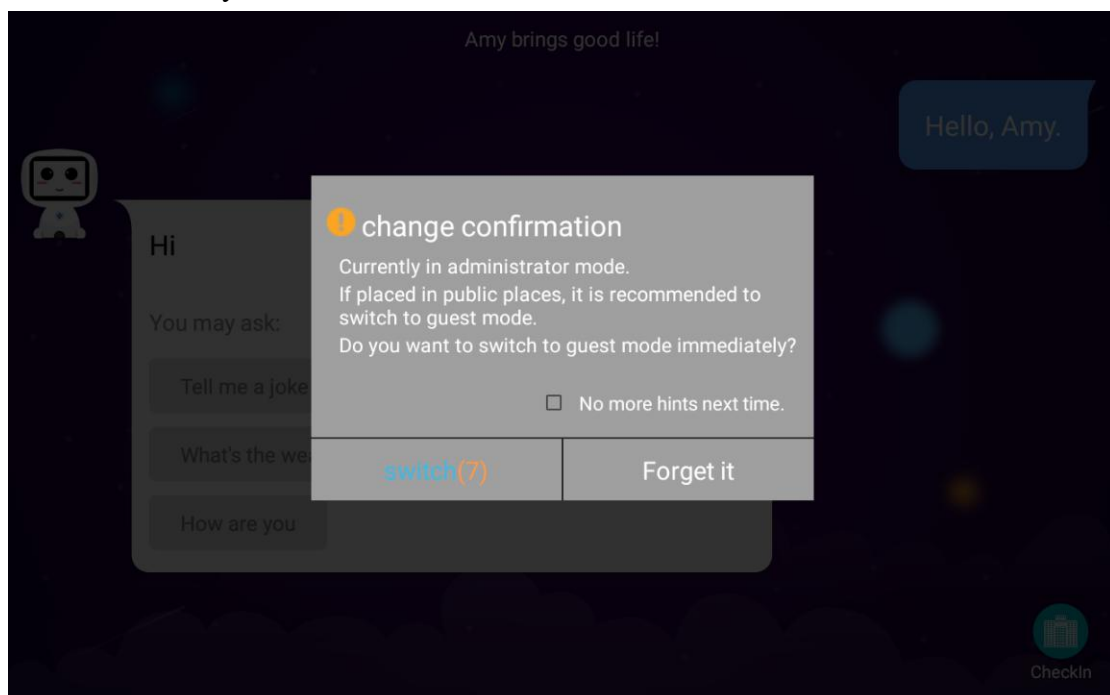 Amy brings good life!
Hello, Amy.
Hi
You may ask:
Tell me a joke
What's the we
How are you
change confirmation
Currently in administrator mode.
If placed in public places, it is recommended to
switch to guest mode.
Do you want to switch to guest mode immediately?
No more hints next time.
switch(7)
Forget it
CheckIn